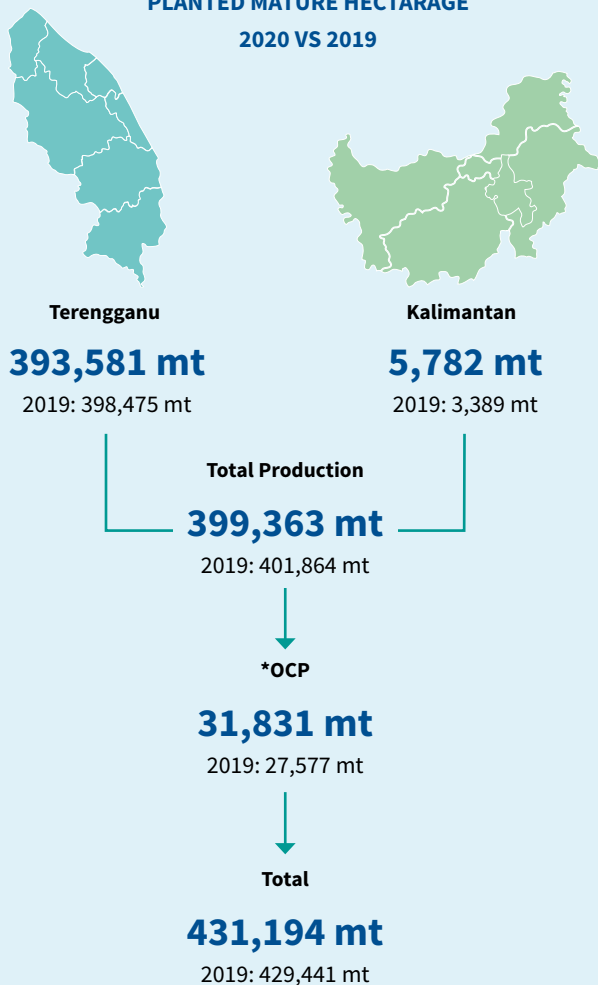 PLANTED MATURE HECTARAGE
2020 VS 2019
Terengganu
393,581 mt
2019: 398,475 mt
Kalimantan
5,782 mt
2019: 3,389 mt
Total Production
399,363 mt
2019: 401,864 mt
*OCP
31,831 mt
2019: 27,577 mt
Total
431,194 mt
2019: 429,441 mt